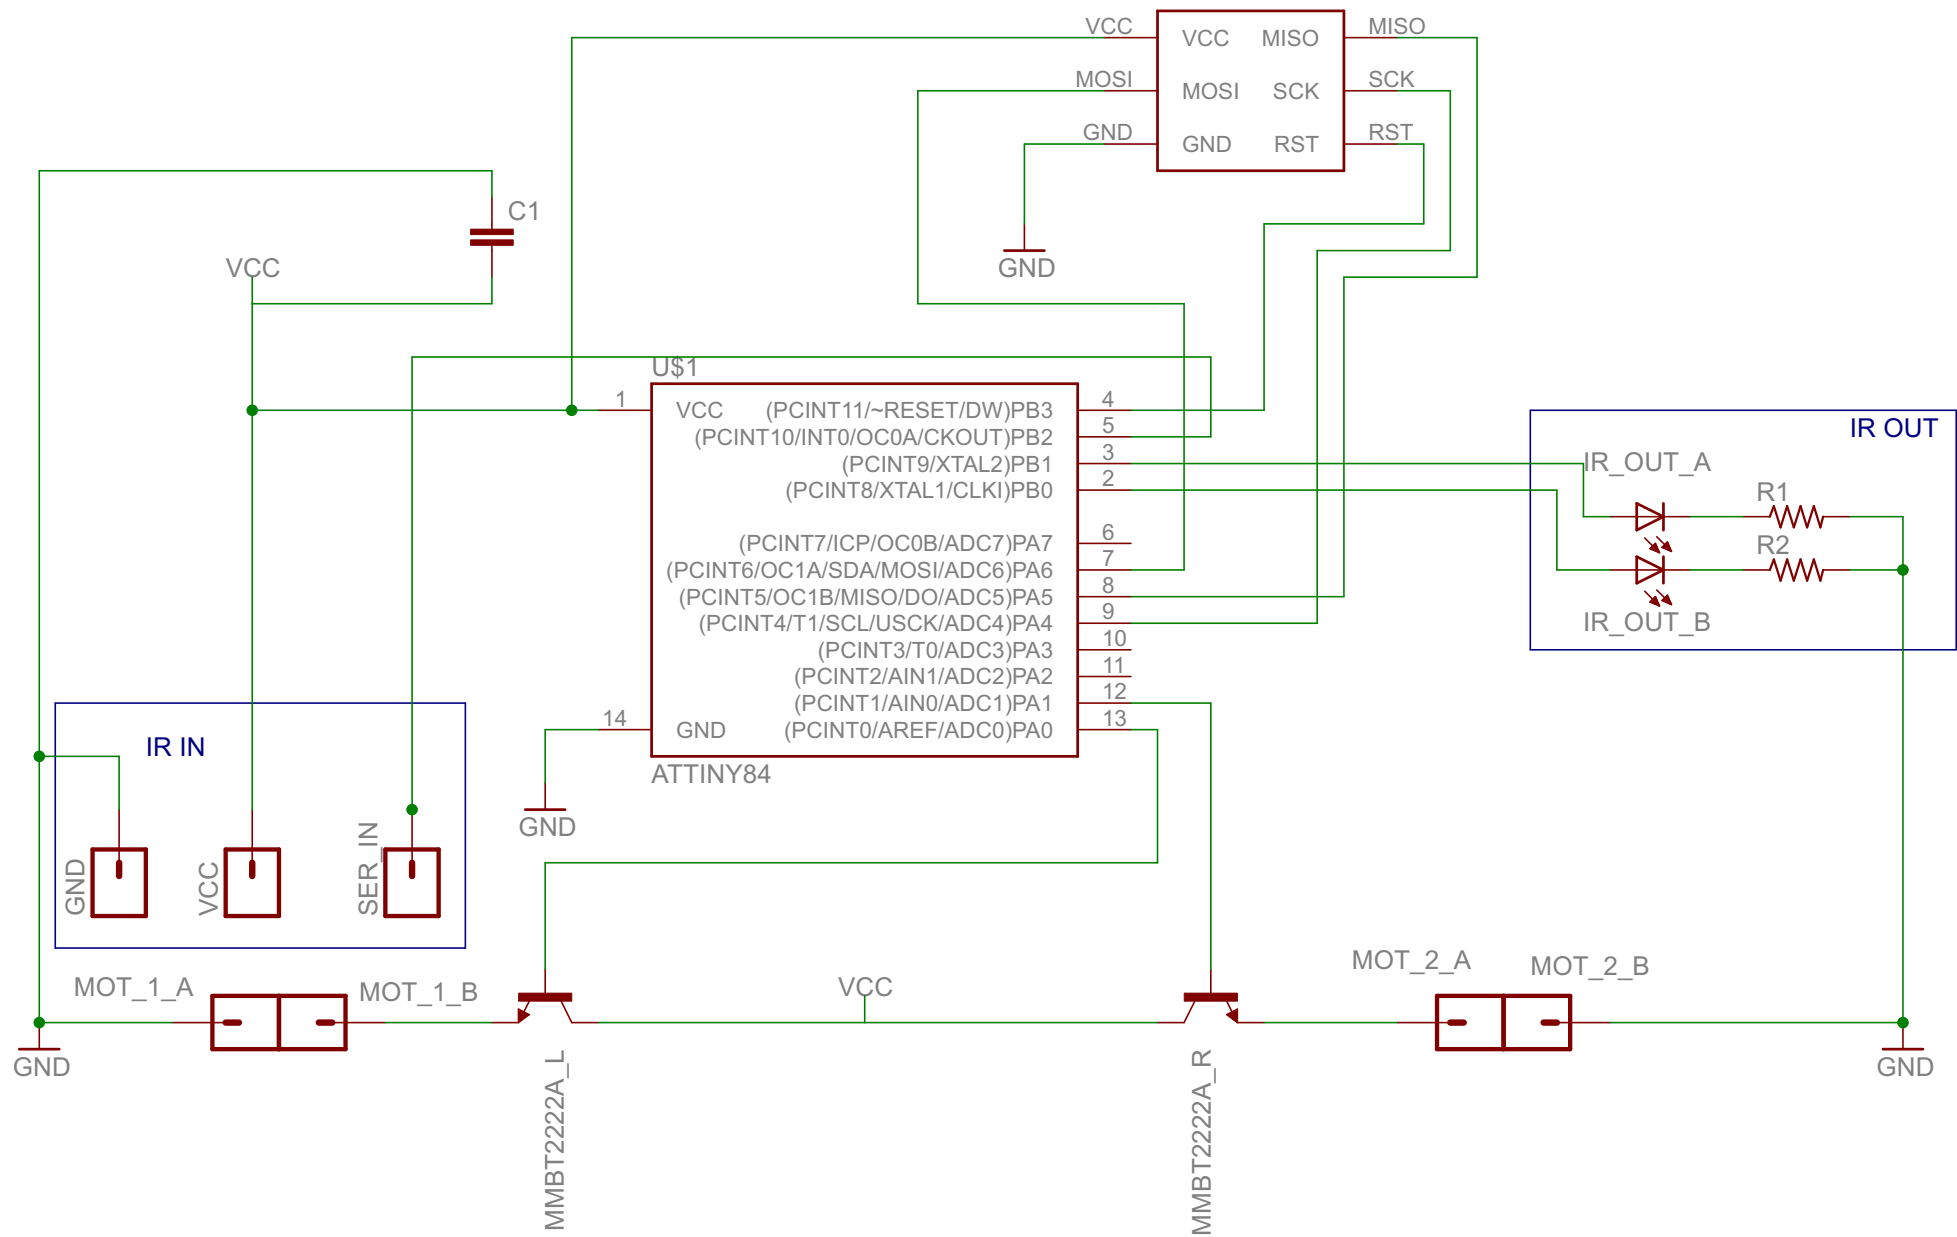 VCC
VCC
MISO
MISO
MOSI
MOSI
SCK
SCK
GND
GND
RST
RST
GND
C1
VCC
U$1
1
VCC
(PCINT11/~RESET/DW)PB3
4
(PCINT10/INT0/OC0A/CKOUT)PB2
5
(PCINT9/XTAL2)PB1
3
(PCINT8/XTAL1/CLKI)PB0
2
(PCINT7/ICP/OC0B/ADC7)PA7
6
(PCINT6/OC1A/SDA/MOSI/ADC6)PA6
7
(PCINT5/OC1B/MISO/DO/ADC5)PA5
8
(PCINT4/T1/SCL/USCK/ADC4)PA4
9
(PCINT3/T0/ADC3)PA3
10
(PCINT2/AIN1/ADC2)PA2
11
(PCINT1/AIN0/ADC1)PA1
12
14
GND
(PCINT0/AREF/ADC0)PA0
13
ATTINY84
GND
IR OUT
IR_OUT_A
R1
R2
IR_OUT_B
IR IN
GND
VCC
SER_IN
MOT_1_A
MOT_1_B
VCC
MOT_2_A
MOT_2_B
GND
MMBT2222A_L
MMBT2222A_R
GND